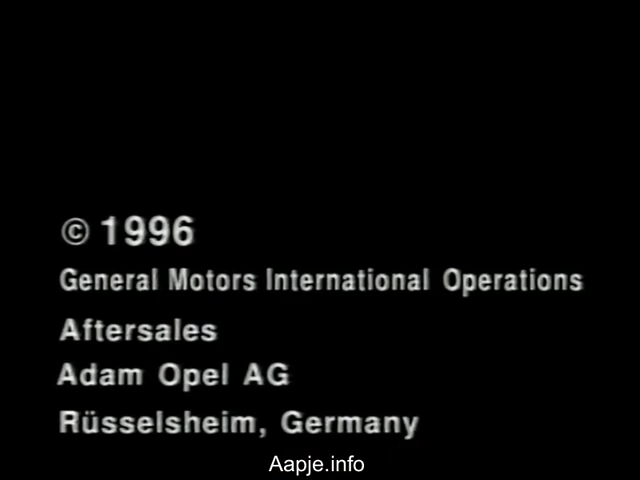 © 1996
General Motors International Operations
Aftersales
Adam Opel AG
Rüsselsheim, Germany
Aapje.info